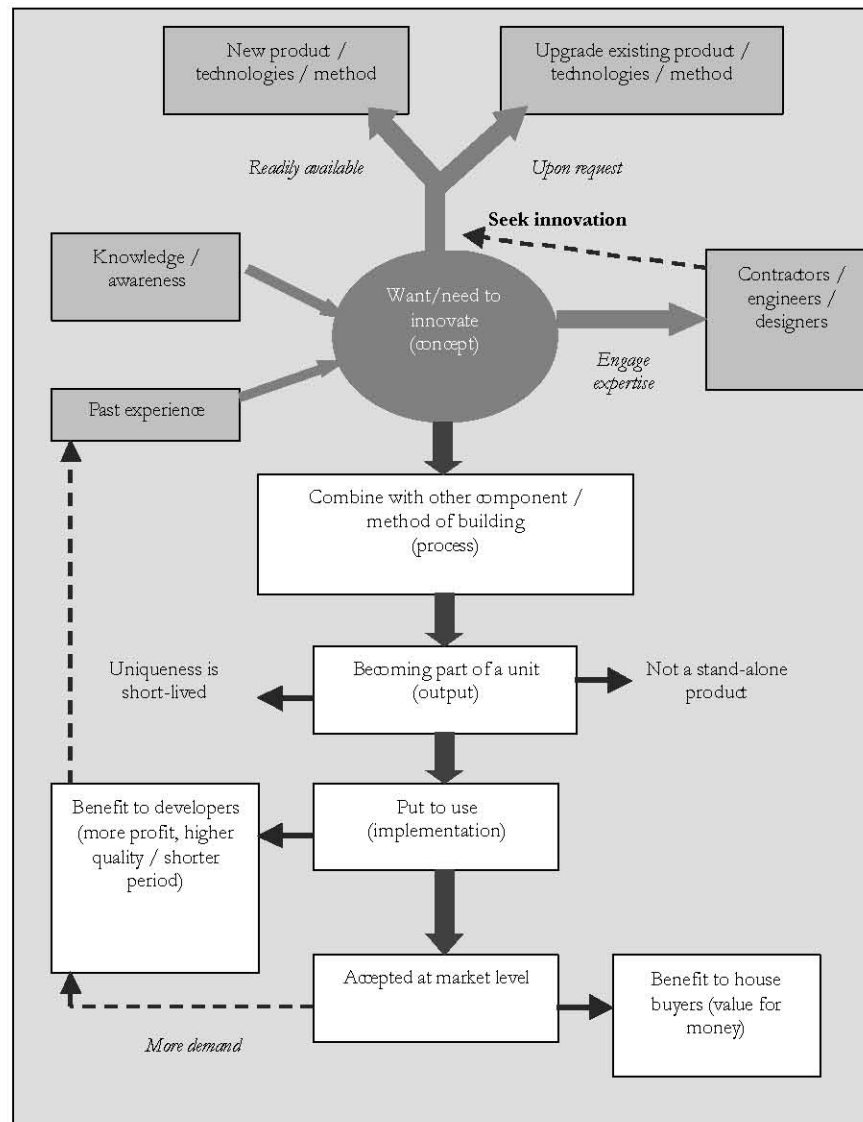 New product /
technologies / method
Upgrade existing product /
technologies / method
Readily available
Upon request
Seek innovation
Knowledge /
awareness
Want/need to
innovate
(concept)
Contractors /
engineers /
designers
Engage
expertise
Past experience
Combine with other component /
method of building
(process)
Uniqueness is
short-lived
Becoming part of a unit
(output)
Not a stand-alone
product
Benefit to developers
(more profit, higher
quality / shorter
period)
Put to use
(implementation)
Accepted at market level
Benefit to house
buyers (value for
money)
More demand